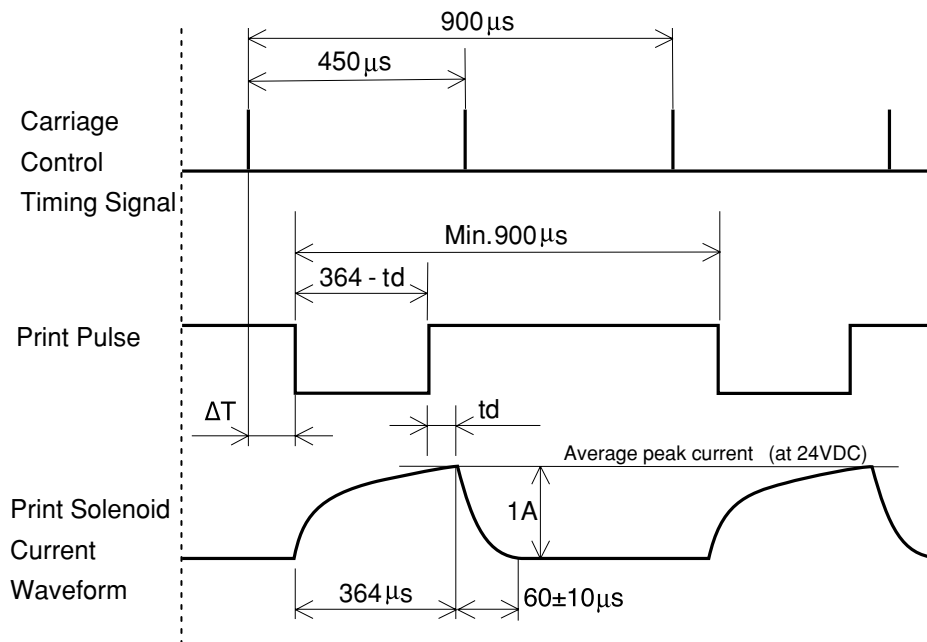 900μs
450μs
Carriage
Control
Timing Signal
Min.900μs
364 - td
Print Pulse
ΔT
td
Average peak current (at 24VDC)
Print Solenoid
1A
Current
Waveform
364μs
60±10μs